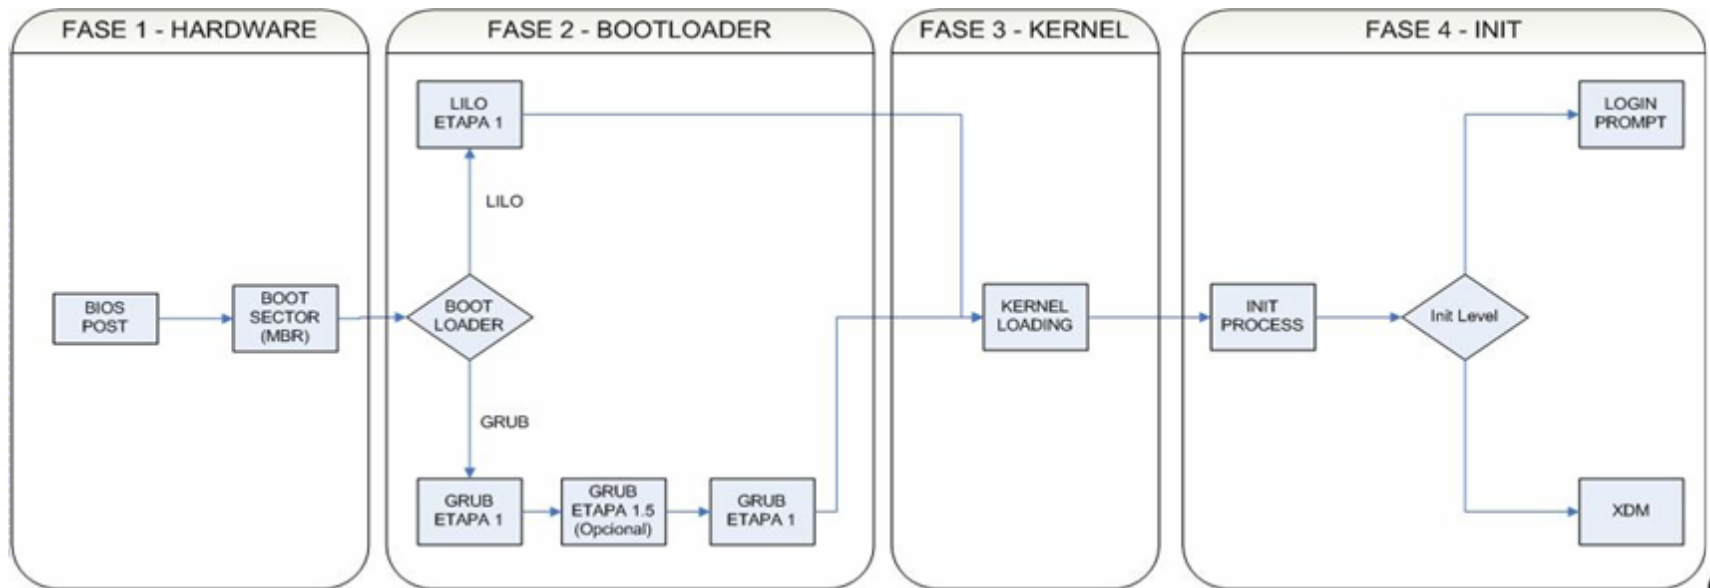 FASE 1 - HARDWARE
BIOS
POST
BOOT
SECTOR
(MBR)
FASE 2 - BOOTLOADER
LILO
ETAPA 1
LILO
BOOT
LOADER
GRUB
GRUB
ETAPA 1
GRUB
ETAPA 1.5
(Opcional)
GRUB
ETAPA 1
FASE 3 - KERNEL
KERNEL
LOADING
FASE 4 - INIT
INIT
PROCESS
Init Level
LOGIN
PROMPT
XDM